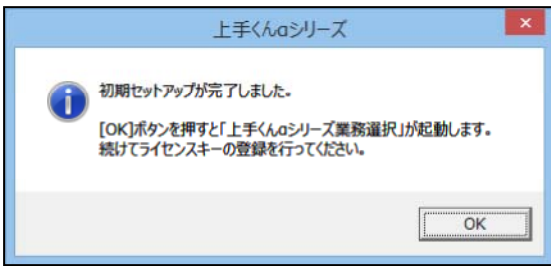 上手くんαシリーズ
初期セットアップが完了しました。
[OK]ボタンを押すと「上手くんαシリーズ業務選択」が起動します。
続けてライセンスキーの登録を行ってください。
OK